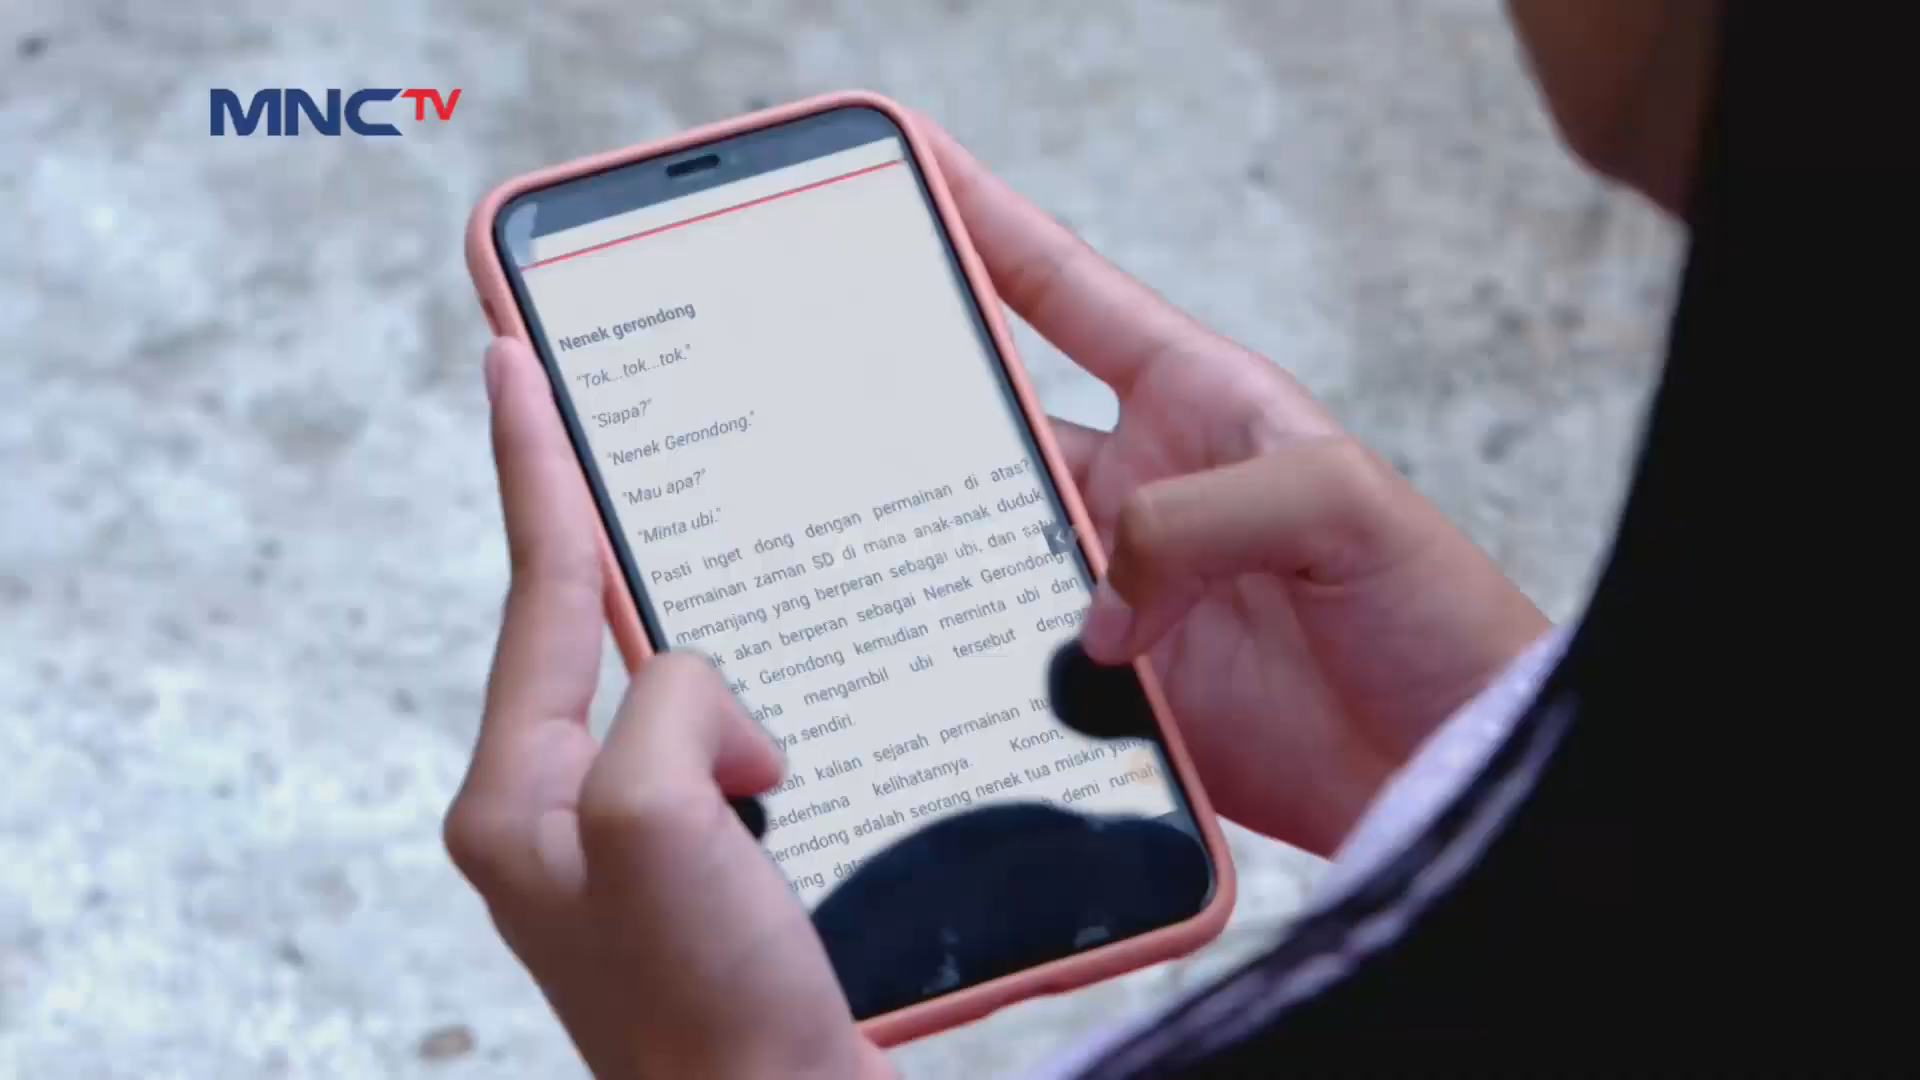 MNCTV
Nenek gerondong
"Tok...tok...tok."
"Siapa?"
"Nenek Gerondong."
"Mau apa?"
"Minta ubi."
Pasti inget dong dengan permainan di atas?
Permainan zaman SD di mana anak-anak duduk
memanjang yang berperan sebagai ubi, dan satu
akan berperan sebagai Nenek Gerondong.
Gerondong kemudian meminta ubi dan
mengambil ubi tersebut dengan
sendiri.
kalian sejarah permainan itu
sederhana kelihatannya. Konon,
Gerondong adalah seorang nenek tua miskin yang
demi rumah